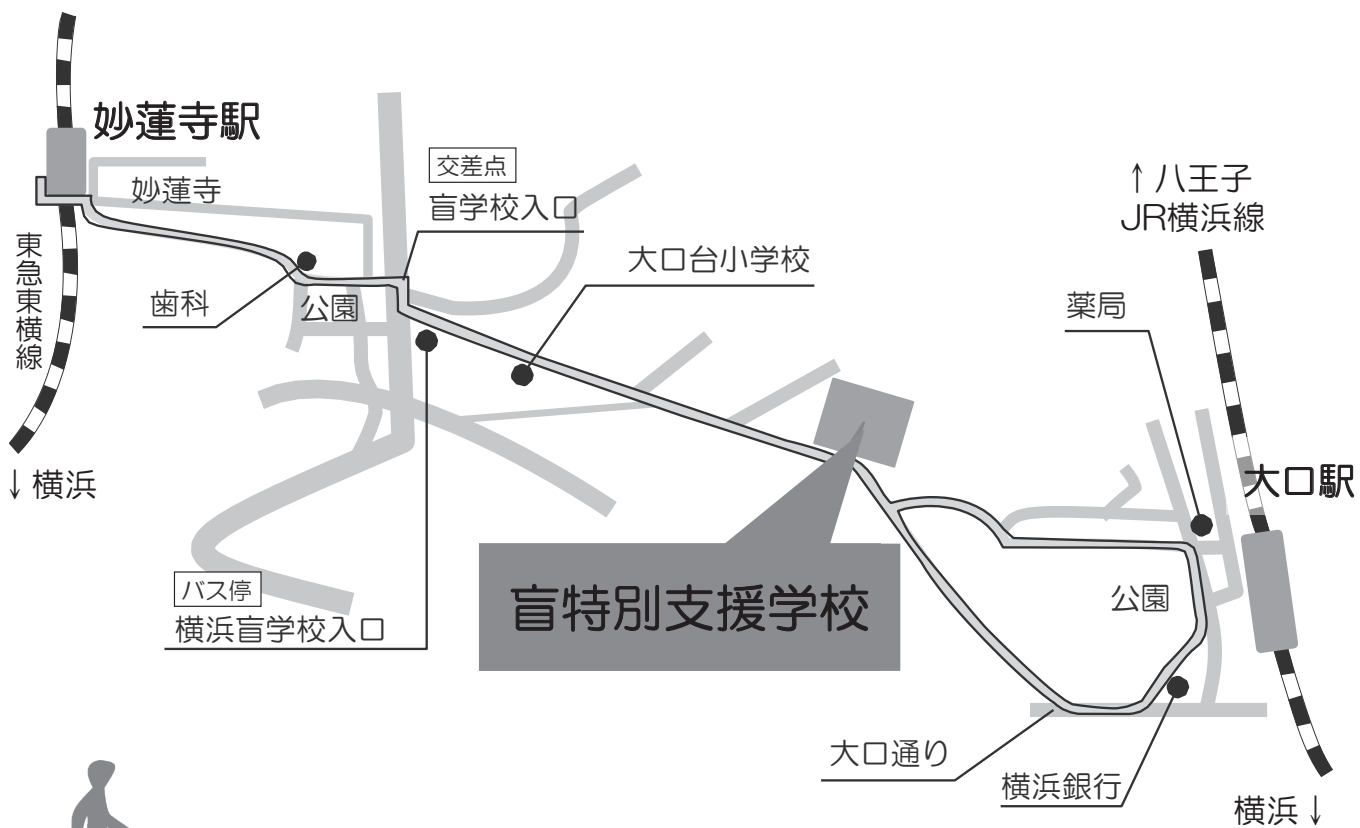 妙蓮寺駅
妙蓮寺
東急東横線
↓横浜
歯科
公園
交差点
盲学校入口
大口台小学校
バス停
横浜盲学校入口
盲特別支援学校
↑八王子
JR横浜線
薬局
大口駅
公園
大口通り
横浜銀行
横浜↓